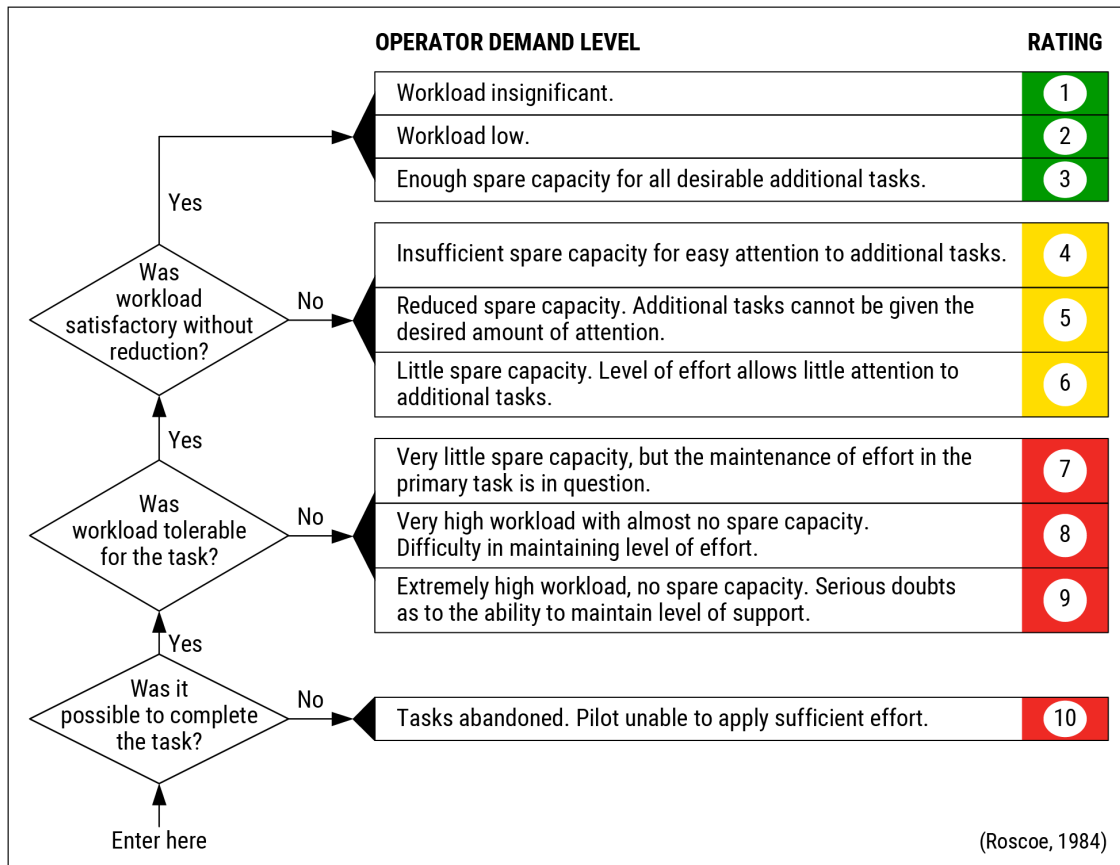 OPERATOR DEMAND LEVEL
RATING
Workload insignificant.
1
Workload low.
2
Enough spare capacity for all desirable additional tasks.
3
Yes
Was
workload
satisfactory without
reduction?
No
Insufficient spare capacity for easy attention to additional tasks.
4
Reduced spare capacity. Additional tasks cannot be given the
desired amount of attention.
5
Little spare capacity. Level of effort allows little attention to
additional tasks.
6
Yes
Was
workload tolerable
for the task?
No
Very little spare capacity, but the maintenance of effort in the
primary task is in question.
7
Very high workload with almost no spare capacity.
Difficulty in maintaining level of effort.
8
Extremely high workload, no spare capacity. Serious doubts
as to the ability to maintain level of support.
9
Yes
Was it
possible to complete
the task?
No
Tasks abandoned. Pilot unable to apply sufficient effort.
10
Enter here
(Roscoe, 1984)